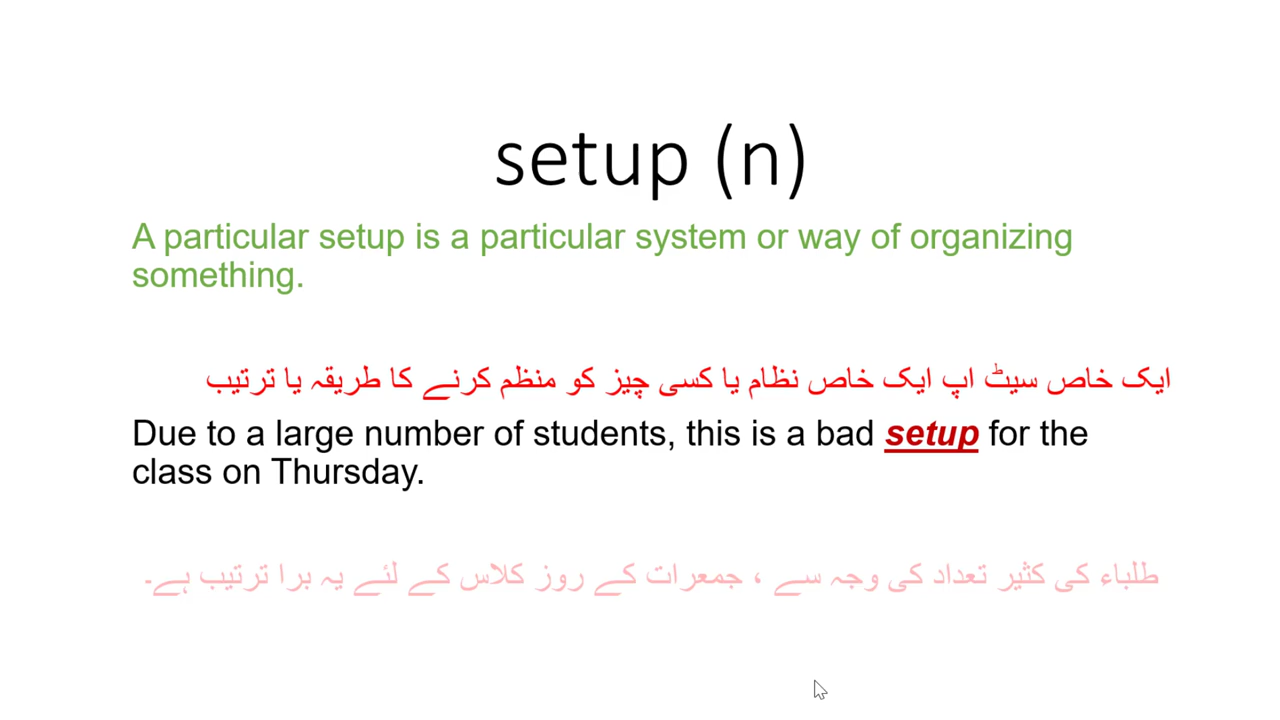 setup (n)
A particular setup is a particular system or way of organizing
something.
ایک خاص سیٹ اپ ایک خاص نظام یا کسی چیز کو منظم کرنے کا طریقہ یا ترتیب
Due to a large number of students, this is a bad setup for the
class on Thursday.
طلباء کی کثیر تعداد کی وجہ سے ، جمعرات کے روز کلاس کے لئے یہ برا ترتیب ہے۔